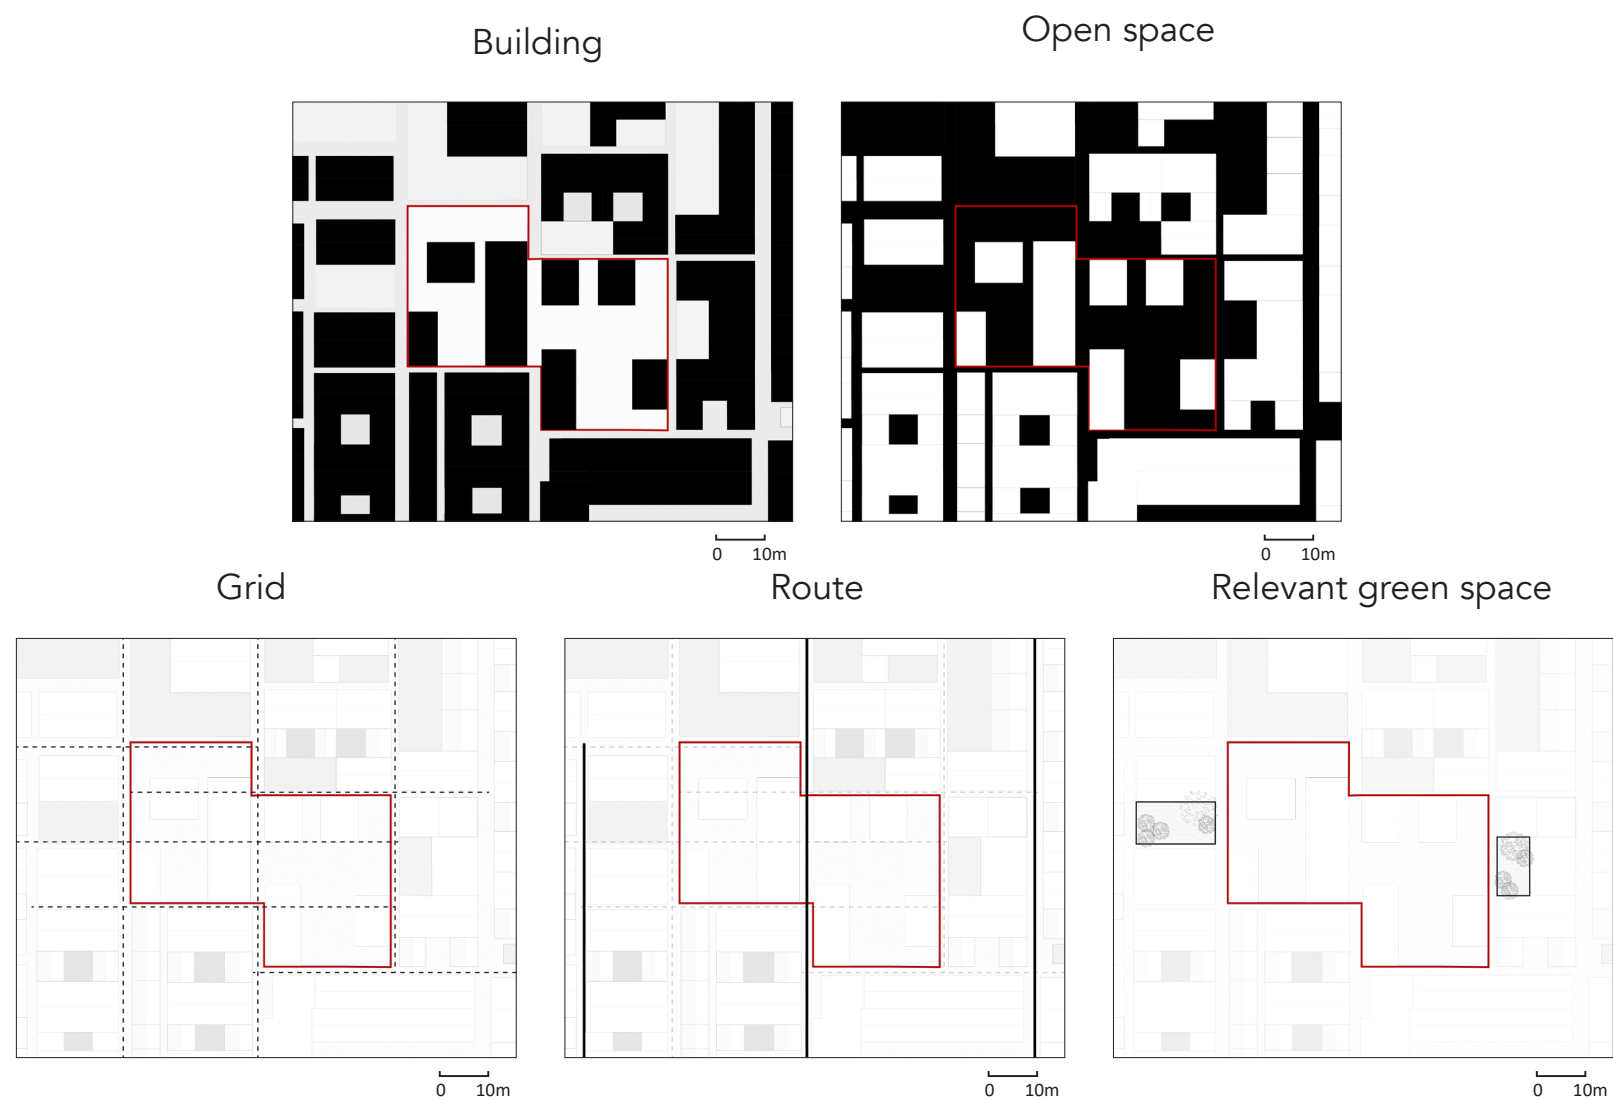 Building
Open space
0 10m
0 10m
Grid
Route
Relevant green space
0 10m
0 10m
0 10m